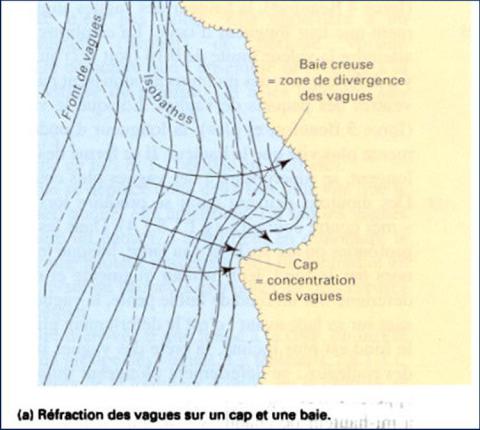 Front de vagues
Isobathes
Baie creuse
= zone de divergence
des vagues
Cap
= concentration
des vagues
(a) Réfraction des vagues sur un cap et une baie.